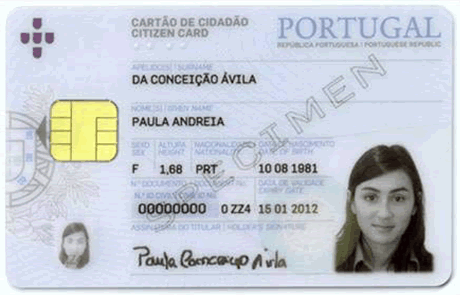 CARTÃO DE CIDADÃO
CITIZEN CARD
PORTUGAL
REPÚBLICA PORTUGUESA | PORTUGUESE REPUBLIC
APELIDO(S) | SURNAME
DA CONCEIÇÃO ÁVILA
NOME(S) | GIVEN NAME
PAULA ANDREIA
SEXO ALTURA NACIONALIDADE DATA DE NASCIMENTO
SEX HEIGHT NATIONALITY DATE OF BIRTH
F 1,68 PRT 10 08 1981
Nº DOCUMENTO DATA DE VALIDADE
EXPIRY DATE
00000000 0 ZZ4 15 01 2012
ASSINATURA DO TITULAR | HOLDER'S SIGNATURE
Paula Conceição Ávila
SPECIMEN